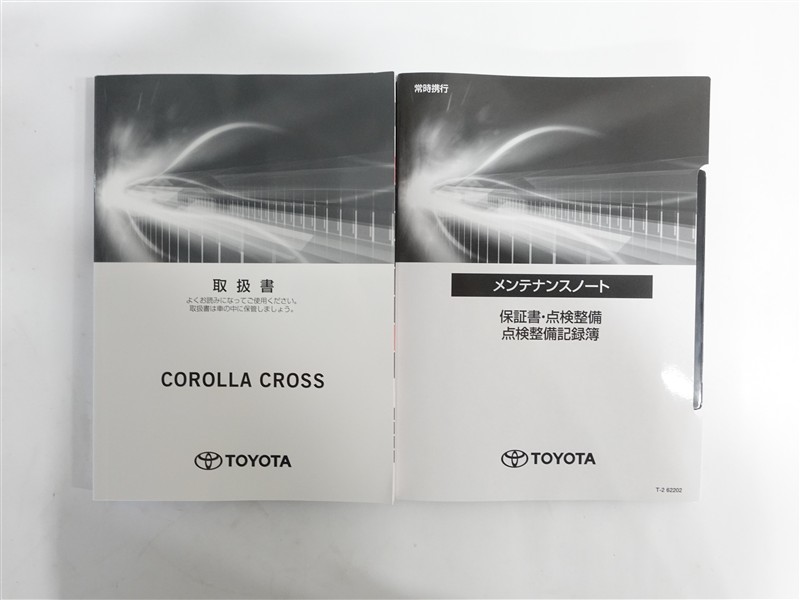 取扱書
よくお読みになってご使用ください。
取扱書は車の中に保管しましょう。
COROLLA CROSS
TOYOTA
常時携行
メンテナンスノート
保証書・点検整備
点検整備記録簿
TOYOTA
T-2 62202